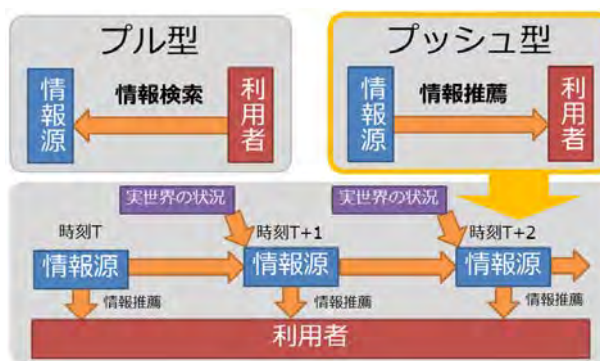 プル型
情報源
情報検索
利用者
プッシュ型
情報源
情報推薦
利用者
実世界の状況
実世界の状況
時刻T
時刻T+1
時刻T+2
情報源
情報源
情報源
情報推薦
情報推薦
情報推薦
利用者